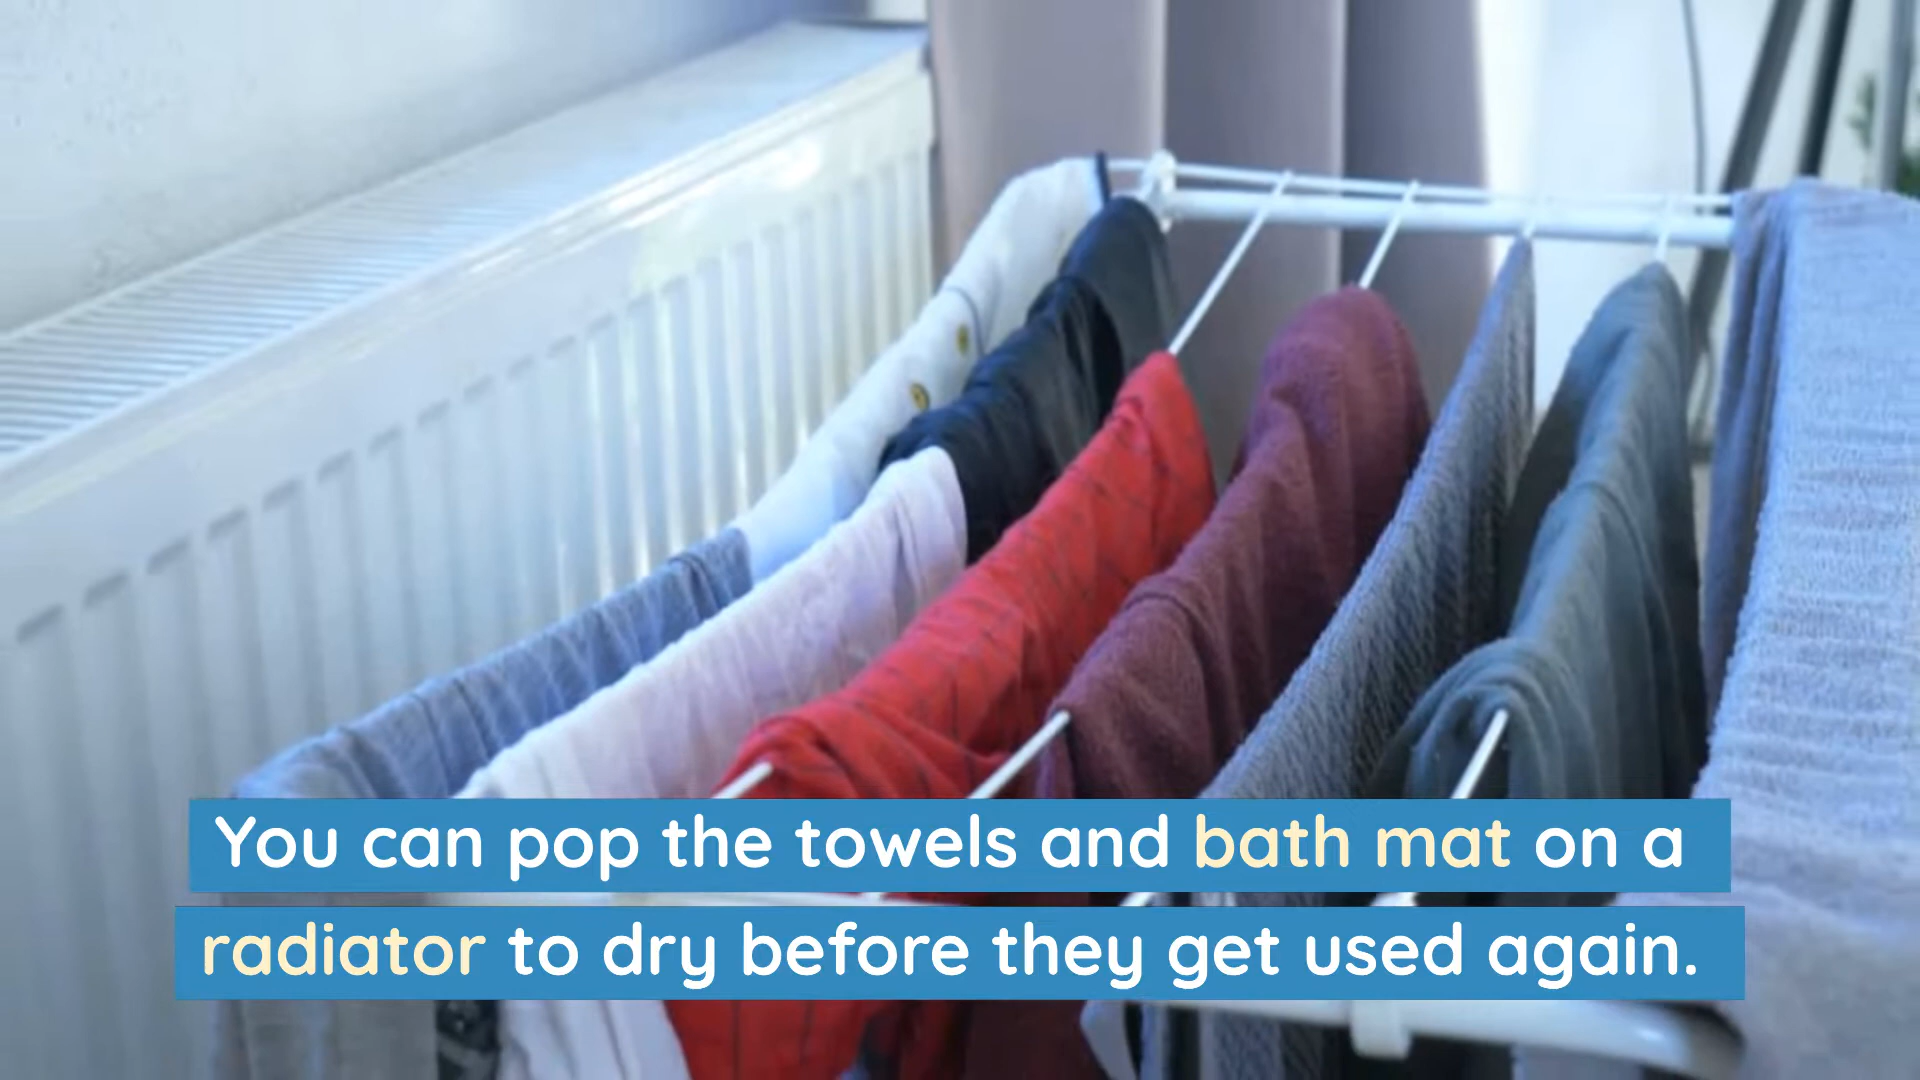 You can pop the towels and bath mat on a
radiator to dry before they get used again.